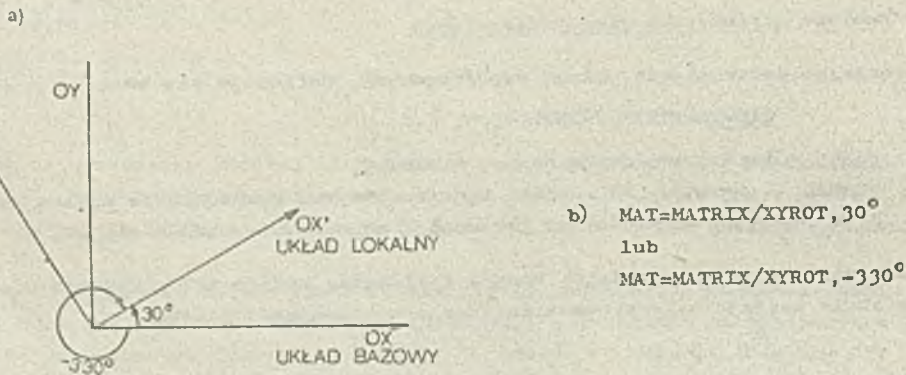 a)
OY
OX'
UKŁAD LOKALNY
30°
OX
UKŁAD BAZOWY
-330°
b) MAT=MATRIX/XYROT,30°
lub
MAT=MATRIX/XYROT,-330°